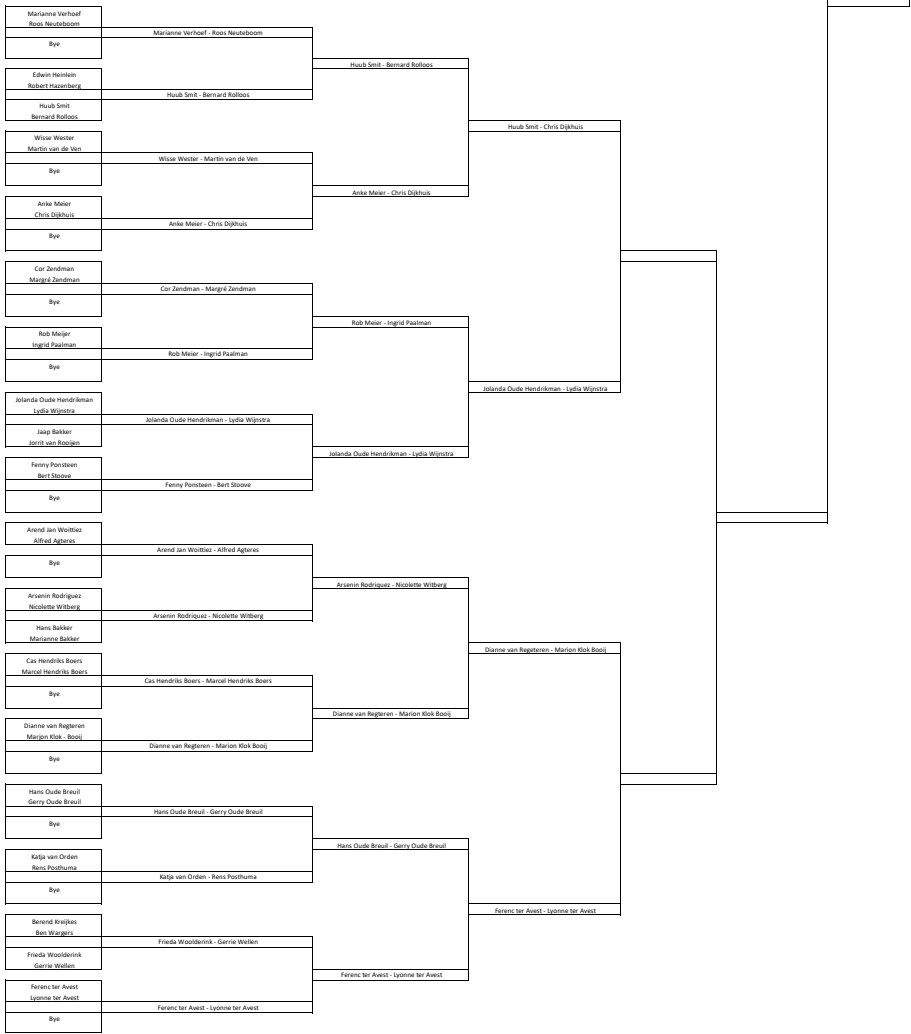 Marianne Verhoef
Roos Neuteboom
Marianne Verhoef - Roos Neuteboom
Bye
Huub Smit - Bernard Rolloos
Edwin Heinlein
Robert Hazenberg
Huub Smit - Bernard Rolloos
Huub Smit
Bernard Rolloos
Huub Smit - Chris Dijkhuis
Wisse Wester
Martin van de Ven
Wisse Wester - Martin van de Ven
Bye
Anke Meier - Chris Dijkhuis
Anke Meier
Chris Dijkhuis
Anke Meier - Chris Dijkhuis
Bye
Cor Zendman
Margré Zendman
Cor Zendman - Margré Zendman
Bye
Rob Meier - Ingrid Paalman
Rob Meijer
Ingrid Paalman
Rob Meier - Ingrid Paalman
Bye
Jolanda Oude Hendrikman - Lydia Wijnstra
Jolanda Oude Hendrikman
Lydia Wijnstra
Jolanda Oude Hendrikman - Lydia Wijnstra
Jaap Bakker
Jorrit van Rooijen
Jolanda Oude Hendrikman - Lydia Wijnstra
Fenny Ponsteen
Bert Stoove
Fenny Ponsteen - Bert Stoove
Bye
Arend Jan Woittiez
Alfred Agteres
Arend Jan Woittiez - Alfred Agteres
Bye
Arsenin Rodriquez - Nicolette Witberg
Arsenin Rodriguez
Nicolette Witberg
Arsenin Rodriquez - Nicolette Witberg
Hans Bakker
Marianne Bakker
Dianne van Regeteren - Marion Klok Booij
Cas Hendriks Boers
Marcel Hendriks Boers
Cas Hendriks Boers - Marcel Hendriks Boers
Bye
Dianne van Regteren - Marion Klok Booij
Dianne van Regteren
Marjon Klok - Booij
Dianne van Regteren - Marion Klok Booij
Bye
Hans Oude Breuil
Gerry Oude Breuil
Hans Oude Breuil - Gerry Oude Breuil
Bye
Hans Oude Breuil - Gerry Oude Breuil
Katja van Orden
Rens Posthuma
Katja van Orden - Rens Posthuma
Bye
Ferenc ter Avest - Lyonne ter Avest
Berend Kreijkes
Ben Wargers
Frieda Woolderink - Gerrie Wellen
Frieda Woolderink
Gerrie Wellen
Ferenc ter Avest - Lyonne ter Avest
Ferenc ter Avest
Lyonne ter Avest
Ferenc ter Avest - Lyonne ter Avest
Bye